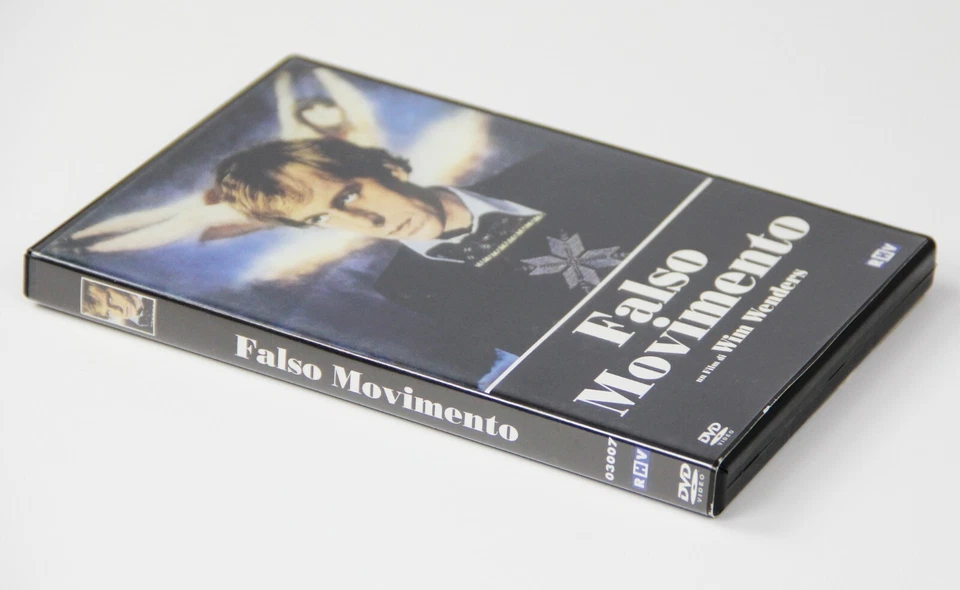 Falso
Movimento
un Film di Wim Wenders
RHV
DVD
VIDEO
Falso Movimento
03007
RHV
DVD
VIDEO